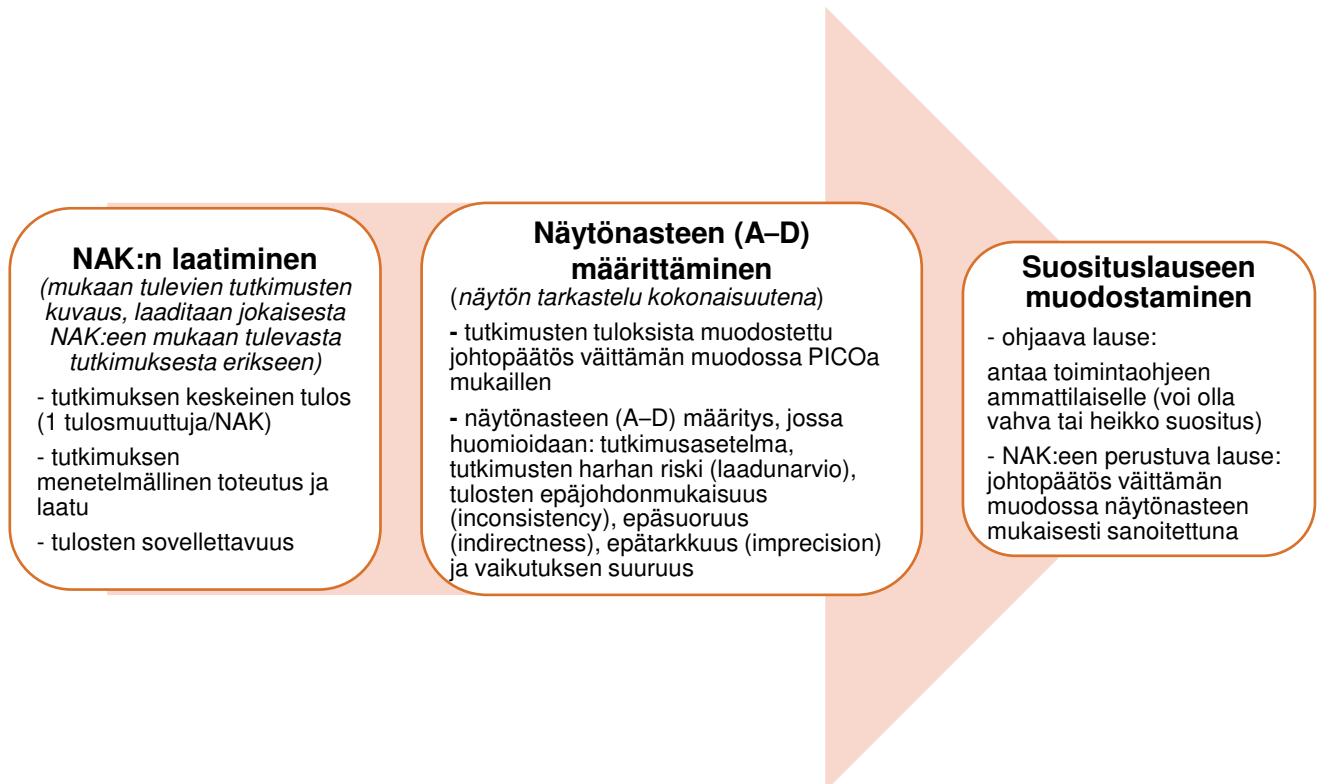 NAK:n laatiminen
(mukaan tulevien tutkimusten
kuvaus, laaditaan jokaisesta
NAK:een mukaan tulevasta
tutkimuksesta erikseen)
- tutkimuksen keskeinen tulos
(1 tulosmuuttuja/NAK)
- tutkimuksen
menetelmällinen toteutus ja
laatu
- tulosten sovellettavuus
Näytönasteen (A–D)
määrittäminen
(näytön tarkastelu kokonaisuutena)
- tutkimusten tuloksista muodostettu
johtopäätös väittämän muodossa PICOa
mukaillen
- näytönasteen (A–D) määritys, jossa
huomioidaan: tutkimusasetelma,
tutkimusten harhan riski (laadunarvio),
tulosten epäjohdonmukaisuus
(inconsistency), epäsuoruus
(indirectness), epätarkkuus (imprecision)
ja vaikutuksen suuruus
Suosituslauseen
muodostaminen
- ohjaava lause:
antaa toimintaohjeen
ammattilaiselle (voi olla
vahva tai heikko suositus)
- NAK:een perustuva lause:
johtopäätös väittämän
muodossa näytönasteen
mukaisesti sanoitettuna